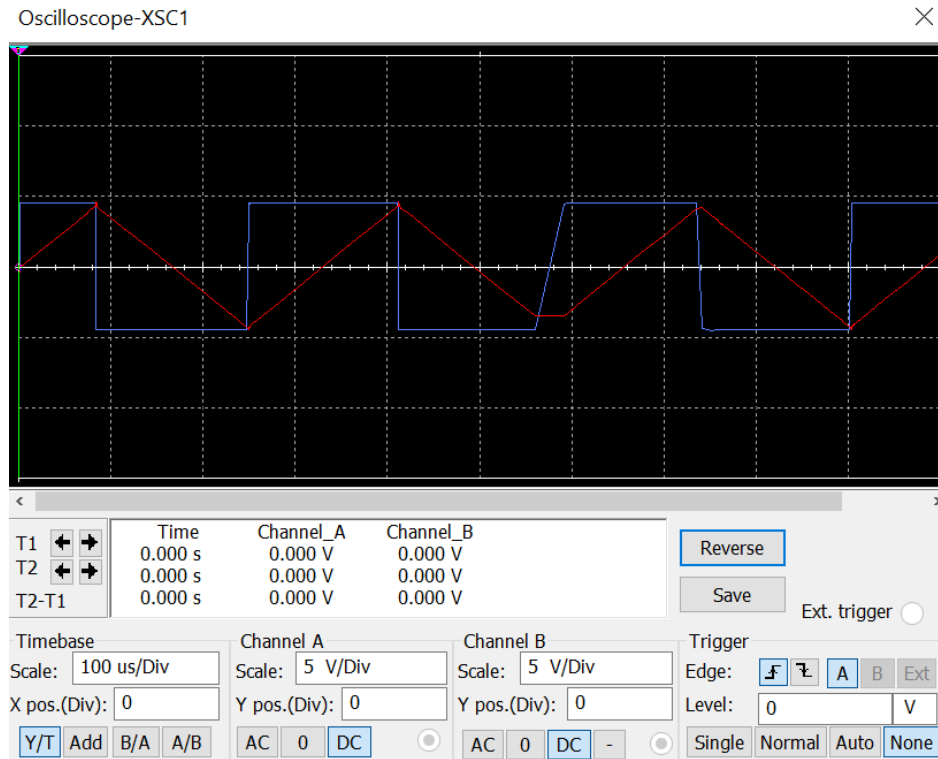 Oscilloscope-XSC1
Time Channel_A Channel_B
T1 0.000 s 0.000 V 0.000 V
T2 0.000 s 0.000 V 0.000 V
T2-T1 0.000 s 0.000 V 0.000 V
Reverse
Save
Ext. trigger
Timebase
Scale: 100 us/Div
X pos.(Div): 0
Y/T Add B/A A/B
Channel A
Scale: 5 V/Div
Y pos.(Div): 0
AC 0 DC
Channel B
Scale: 5 V/Div
Y pos.(Div): 0
AC 0 DC -
Trigger
Edge: A B Ext
Level: 0 V
Single Normal Auto None